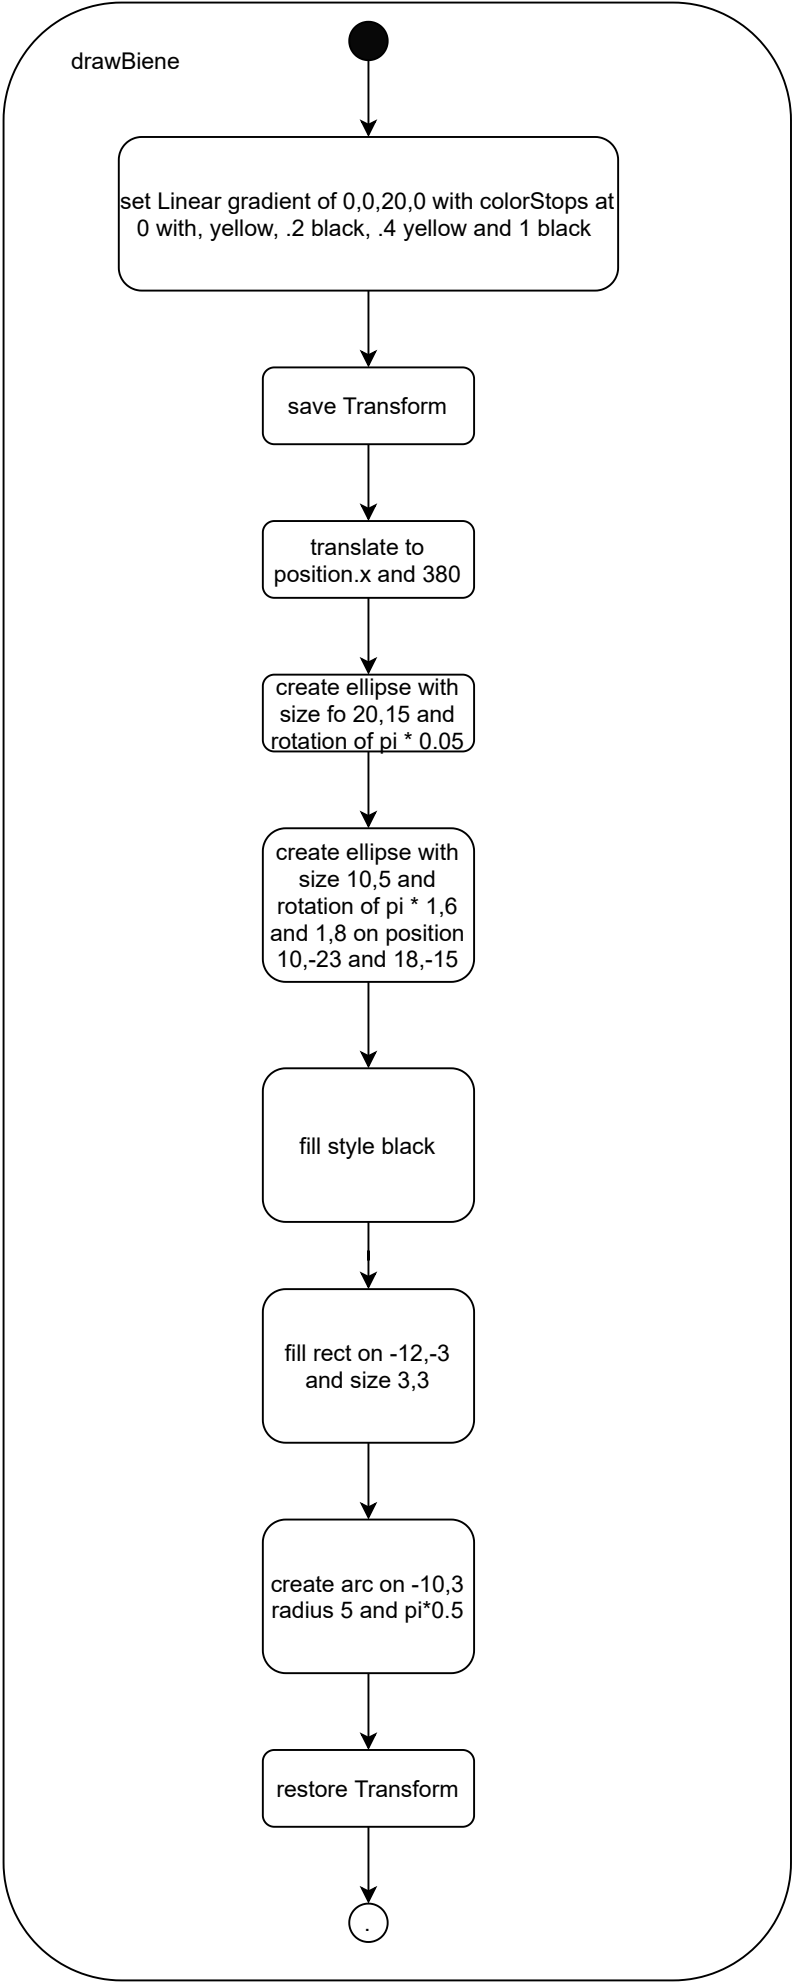 drawBiene
set Linear gradient of 0,0,20,0 with colorStops at
0 with, yellow, .2 black, .4 yellow and 1 black
save Transform
translate to
position.x and 380
create ellipse with
size fo 20,15 and
rotation of pi * 0.05
create ellipse with
size 10,5 and
rotation of pi * 1,6
and 1,8 on position
10,-23 and 18,-15
fill style black
fill rect on -12,-3
and size 3,3
create arc on -10,3
radius 5 and pi*0.5
restore Transform
.